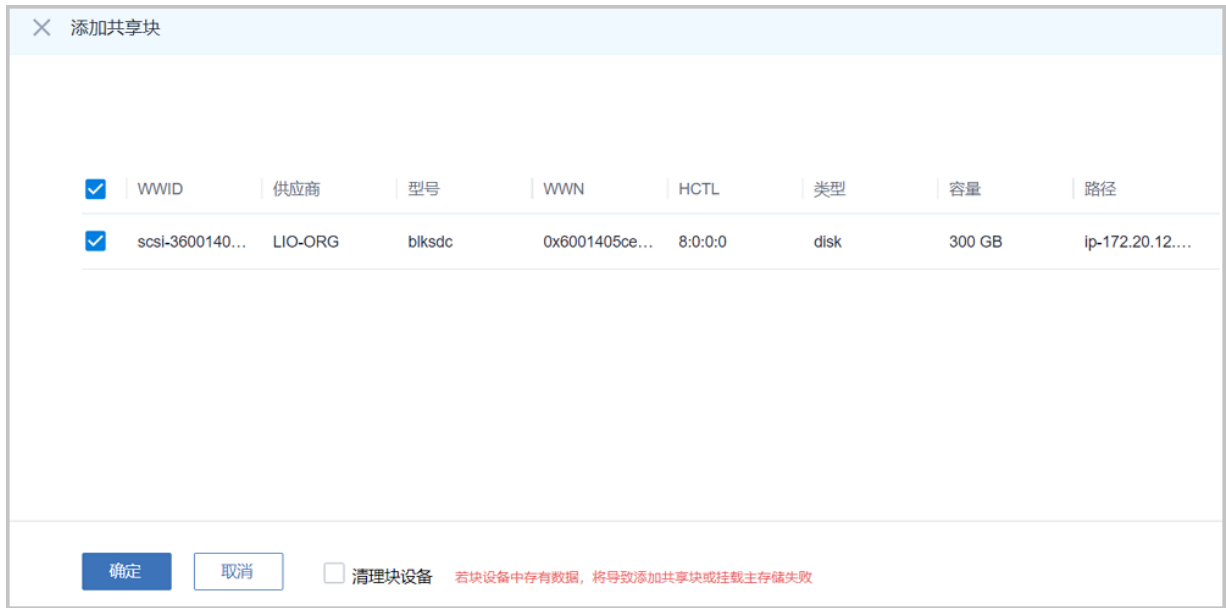 添加共享块
WWID 供应商 型号 WWN HCTL 类型 容量 路径
scsi-3600140... LIO-ORG blksdc 0x6001405ce... 8:0:0:0 disk 300 GB ip-172.20.12....
确定 取消 清理块设备 若块设备中存有数据，将导致添加共享块或挂载主存储失败